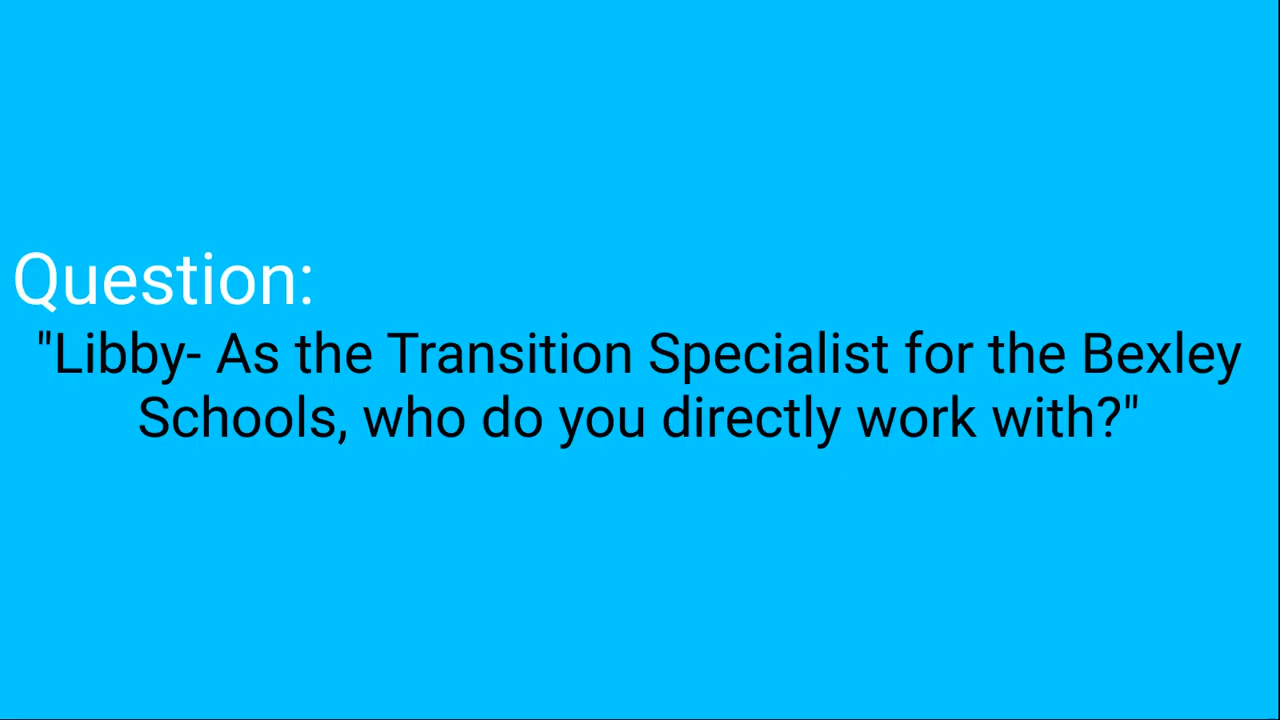 Question:
"Libby- As the Transition Specialist for the Bexley
Schools, who do you directly work with?"